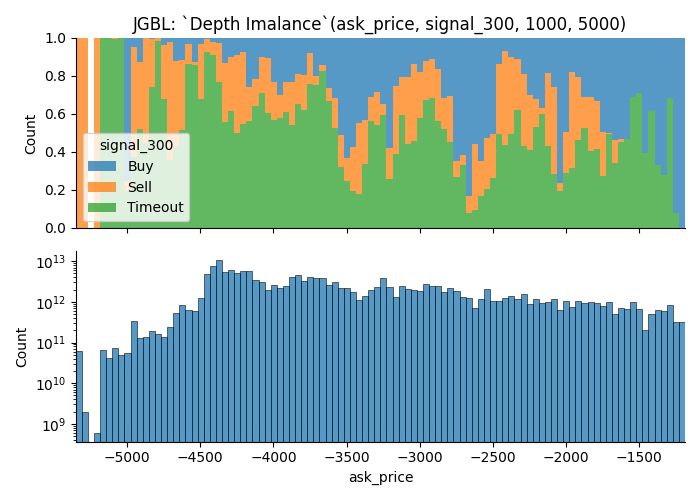 JGBL: `Depth Imalance`(ask_price, signal_300, 1000, 5000)
1.0
0.8
0.6
0.4
0.2
0.0
Count
signal_300
Buy
Sell
Timeout
10^13
10^12
10^11
10^10
10^9
Count
−5000 −4500 −4000 −3500 −3000 −2500 −2000 −1500
ask_price